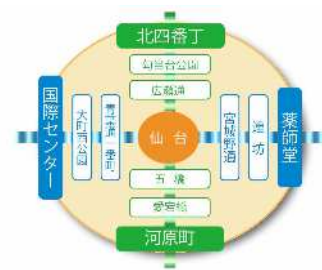 北四番丁
勾当台公園
広瀬通
国際センター
大町西公園
青葉通一番町
仙台
宮城野通
連坊
薬師堂
五橋
愛宕橋
河原町